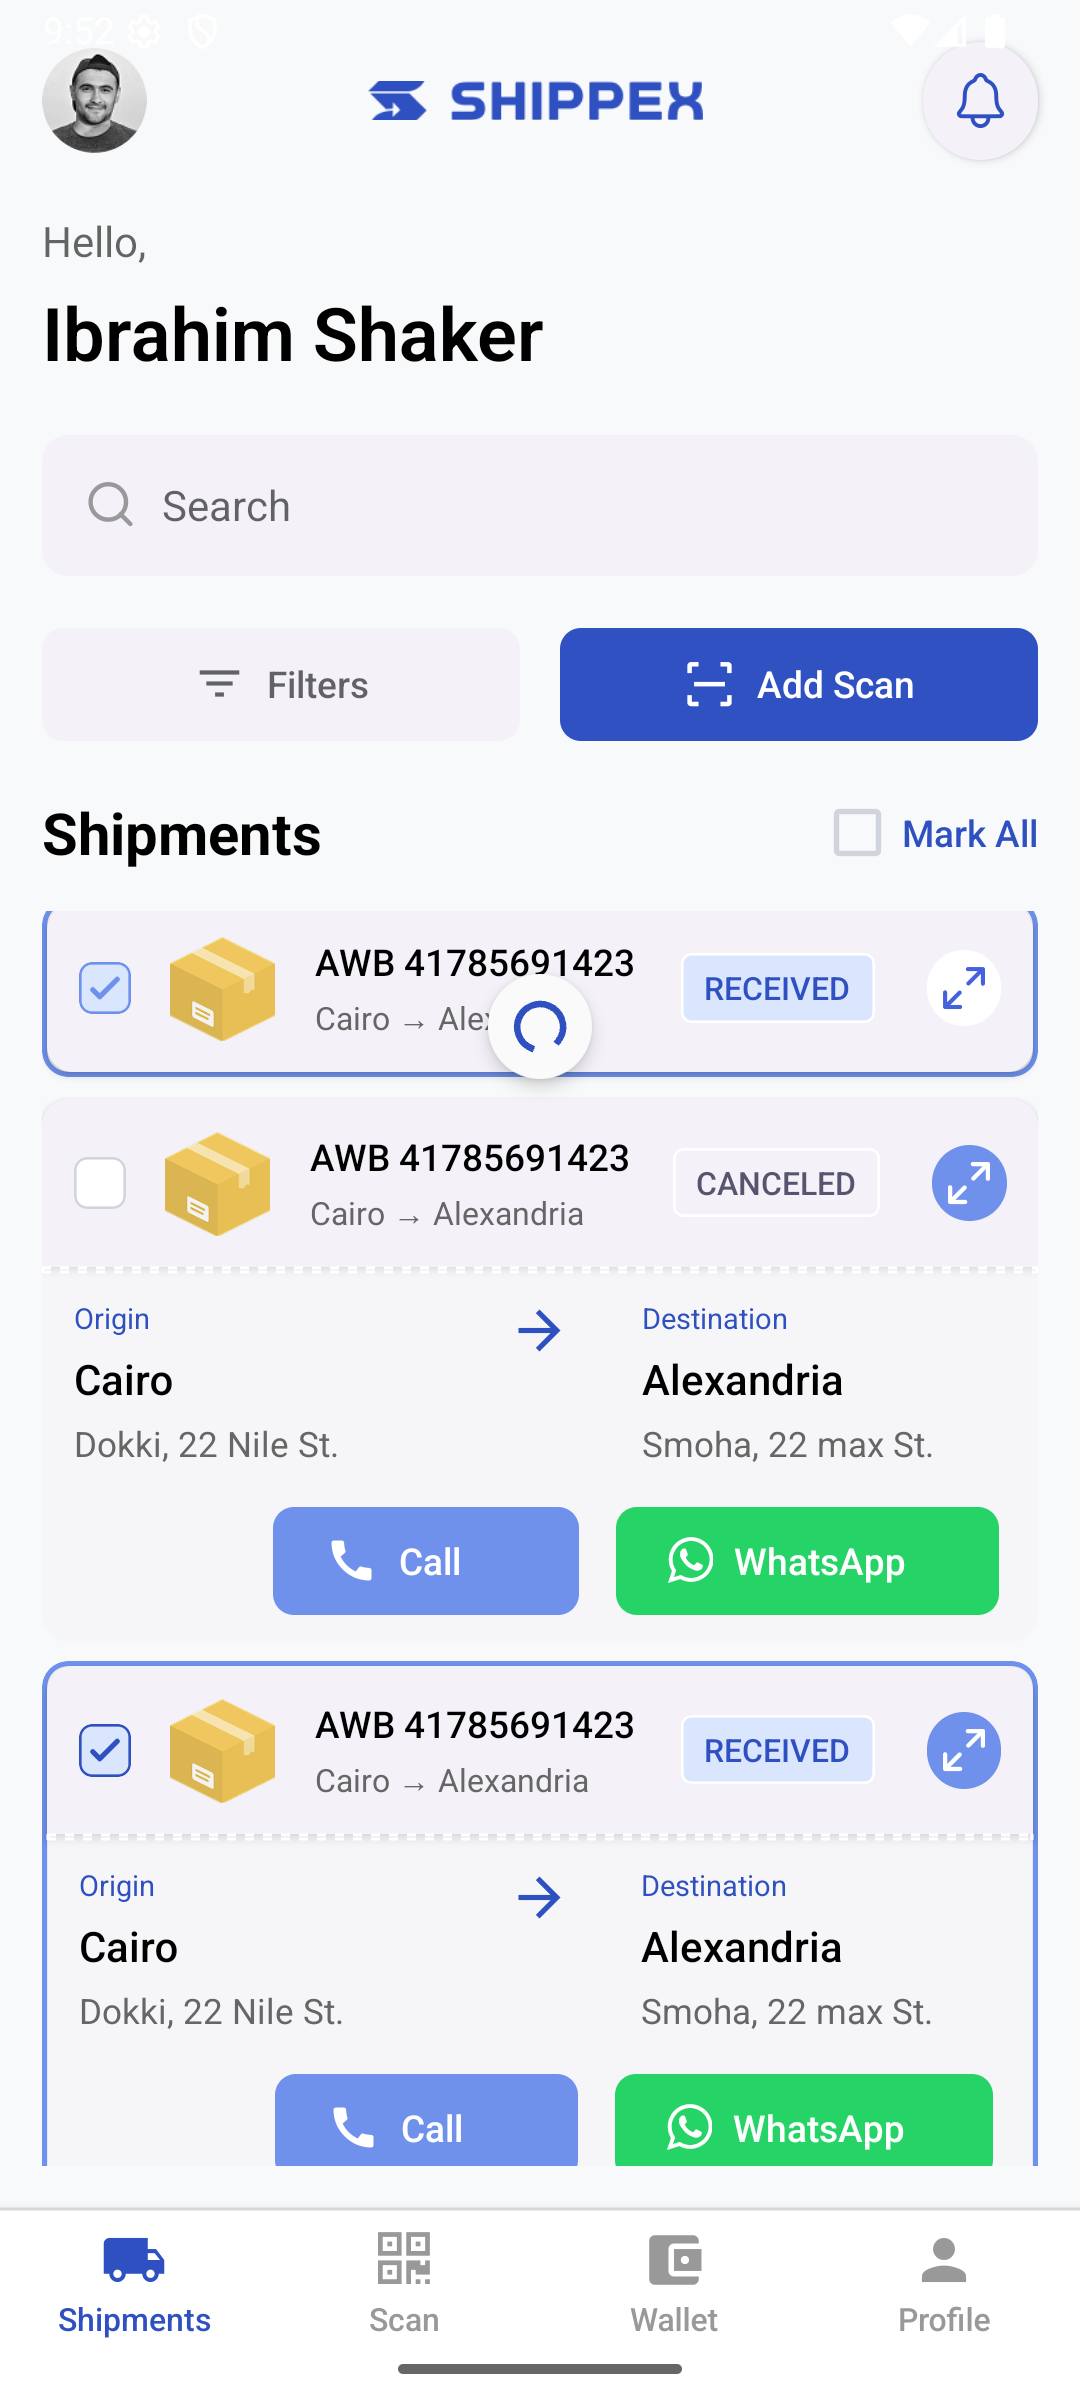 9:52
SHIPPEX
Hello,
Ibrahim Shaker
Search
Filters
Add Scan
Shipments
Mark All
AWB 41785691423
RECEIVED
Cairo → Alex
AWB 41785691423
CANCELED
Cairo → Alexandria
Origin
Destination
Cairo
Alexandria
Dokki, 22 Nile St.
Smoha, 22 max St.
Call
WhatsApp
AWB 41785691423
RECEIVED
Cairo → Alexandria
Origin
Destination
Cairo
Alexandria
Dokki, 22 Nile St.
Smoha, 22 max St.
Call
WhatsApp
Shipments
Scan
Wallet
Profile